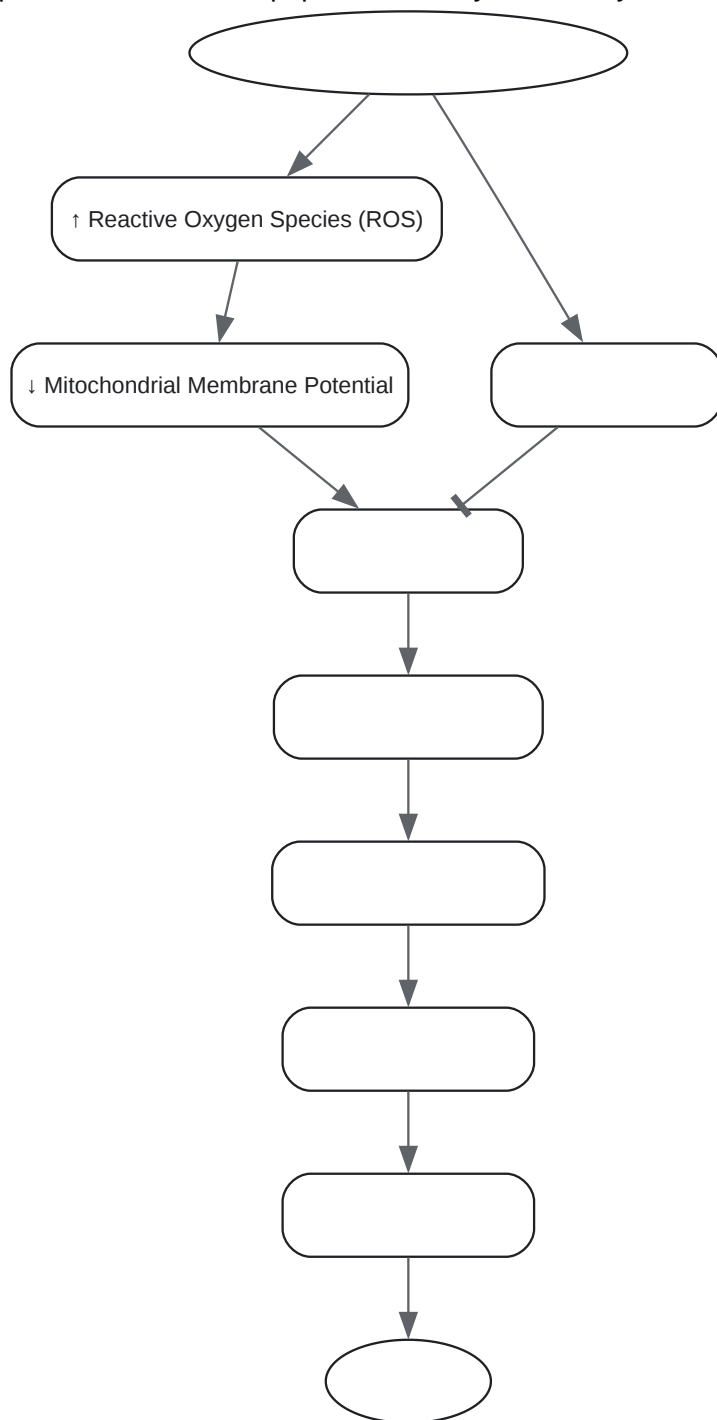 ↑ Reactive Oxygen Species (ROS)
↓ Mitochondrial Membrane Potential